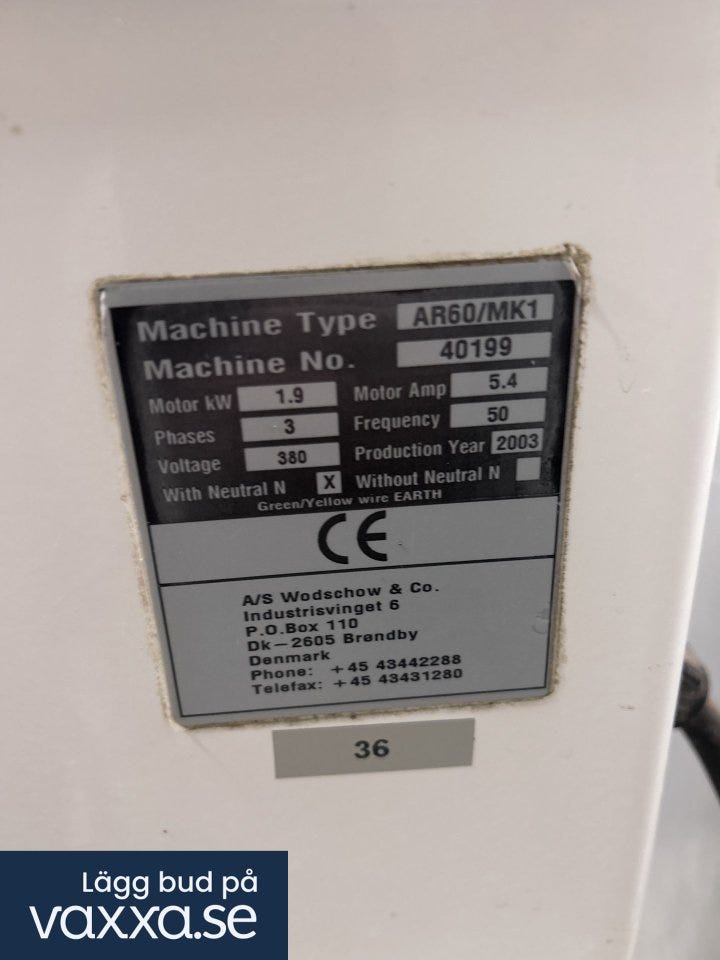 Machine Type AR60/MK1
Machine No. 40199
Motor kW 1.9 Motor Amp 5.4
Phases 3 Frequency 50
Voltage 380 Production Year 2003
With Neutral N X Without Neutral N
Green/Yellow wire EARTH
CE
A/S Wodschow & Co.
Industrisvinget 6
P.O.Box 110
Dk-2605 Brøndby
Denmark
Phone: +45 43442288
Telefax: +45 43431280
36
Lägg bud på
vaxxa.se